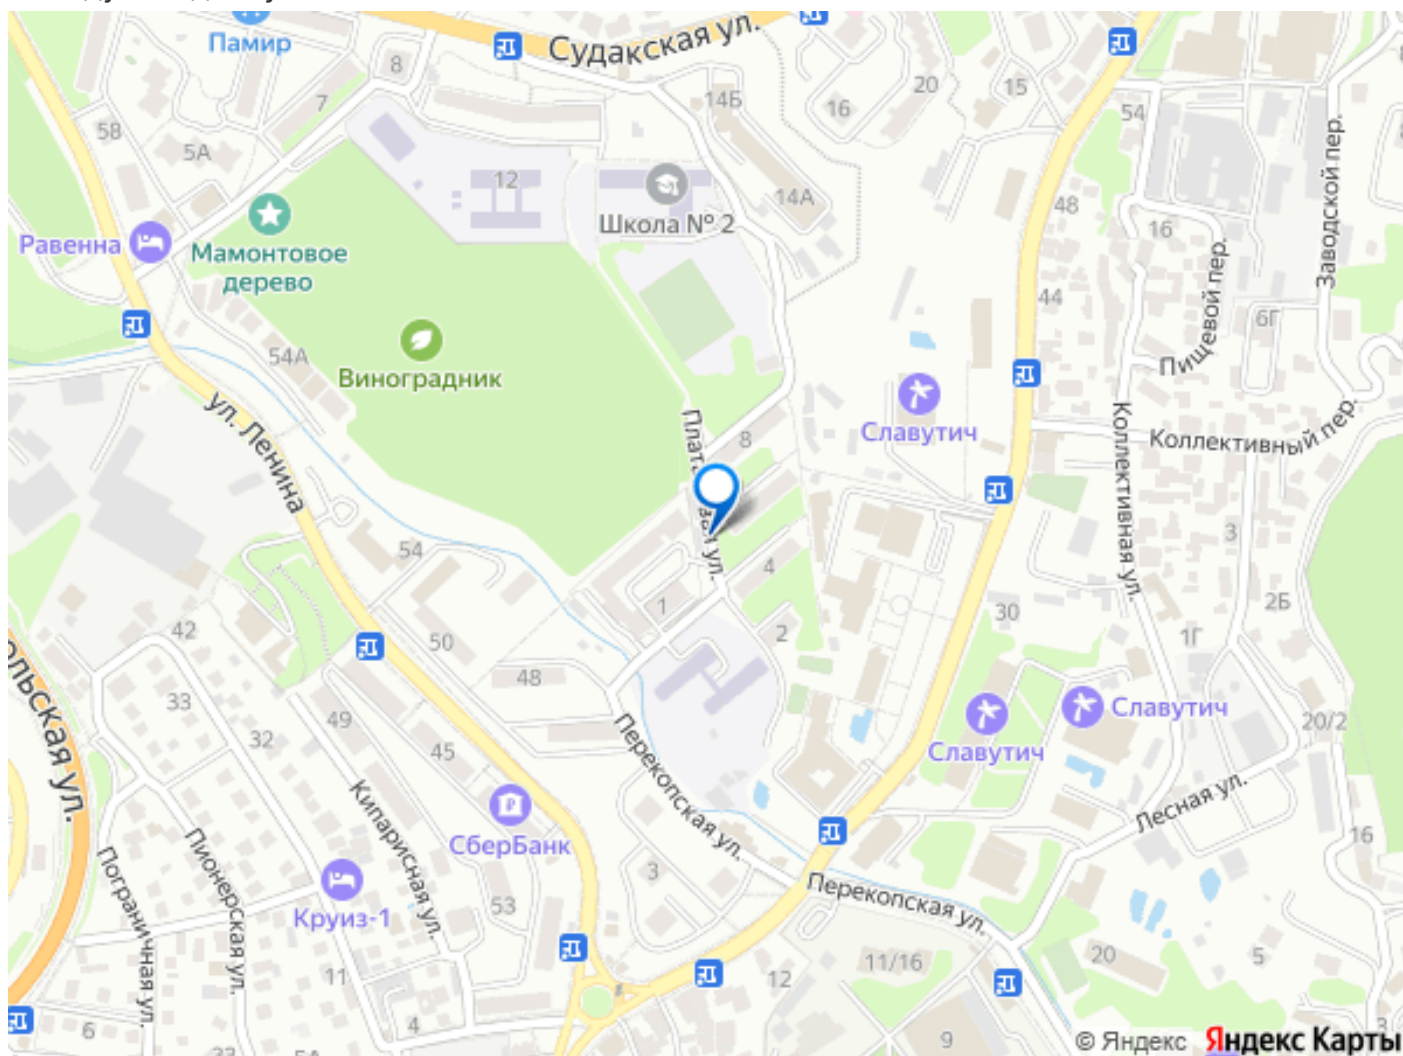 Памир
Судакская ул.
8
7
58
5А
14Б
16
20
15
54
Заводской пер.
12
Школа № 2
14А
48
16
Равенна
Мамонтовое
дерево
44
Пищевой пер.
6Г
54А
Виноградник
ул. Ленина
Славутич
8
Коллективная ул.
Коллективный пер.
54
4
1
2
30
3
2Б
1Г
42
50
48
33
32
49
45
Перекопская ул.
Славутич
Славутич
20/2
Кипарисная ул.
СберБанк
Лесная ул.
16
Пограничная ул.
Пионерская ул.
Круиз-1
53
3
Перекопская ул.
11
12
11/16
20
5
6
4
9
3
© Яндекс Яндекс Карты